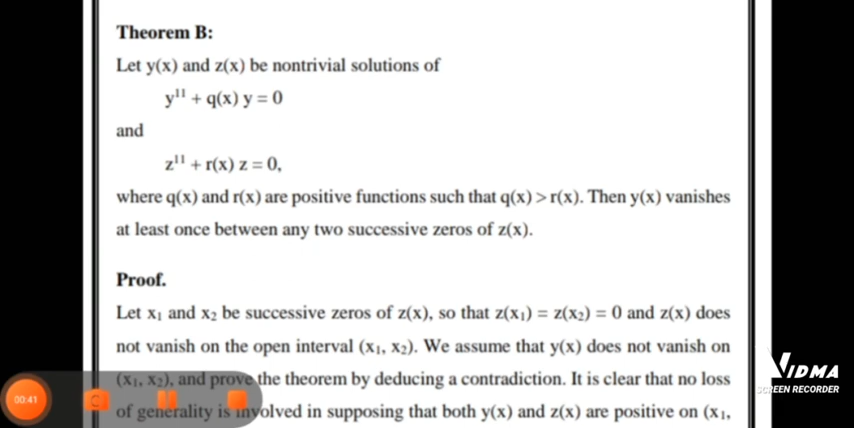 Theorem B:
Let y(x) and z(x) be nontrivial solutions of
y¹¹ + q(x) y = 0
and
z¹¹ + r(x) z = 0,
where q(x) and r(x) are positive functions such that q(x) > r(x). Then y(x) vanishes
at least once between any two successive zeros of z(x).
Proof.
Let x₁ and x₂ be successive zeros of z(x), so that z(x₁) = z(x₂) = 0 and z(x) does
not vanish on the open interval (x₁, x₂). We assume that y(x) does not vanish on
(x₁, x₂), and prove the theorem by deducing a contradiction. It is clear that no loss
of generality is involved in supposing that both y(x) and z(x) are positive on (x₁,
00:41
VIDMA
SCREEN RECORDER